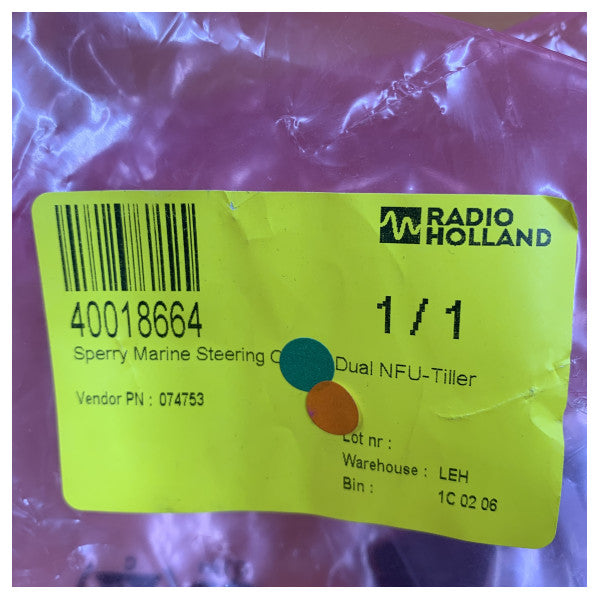 RADIO
HOLLAND
40018664
1 / 1
Sperry Marine Steering Dual NFU-Tiller
Vendor PN : 074753
Lot nr :
Warehouse : LEH
Bin : 1C 02 06